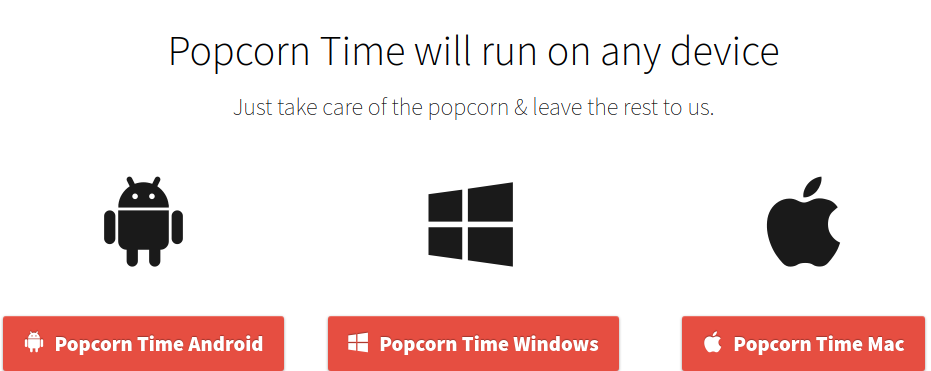 Popcorn Time will run on any device
Just take care of the popcorn & leave the rest to us.
Popcorn Time Android
Popcorn Time Windows
Popcorn Time Mac